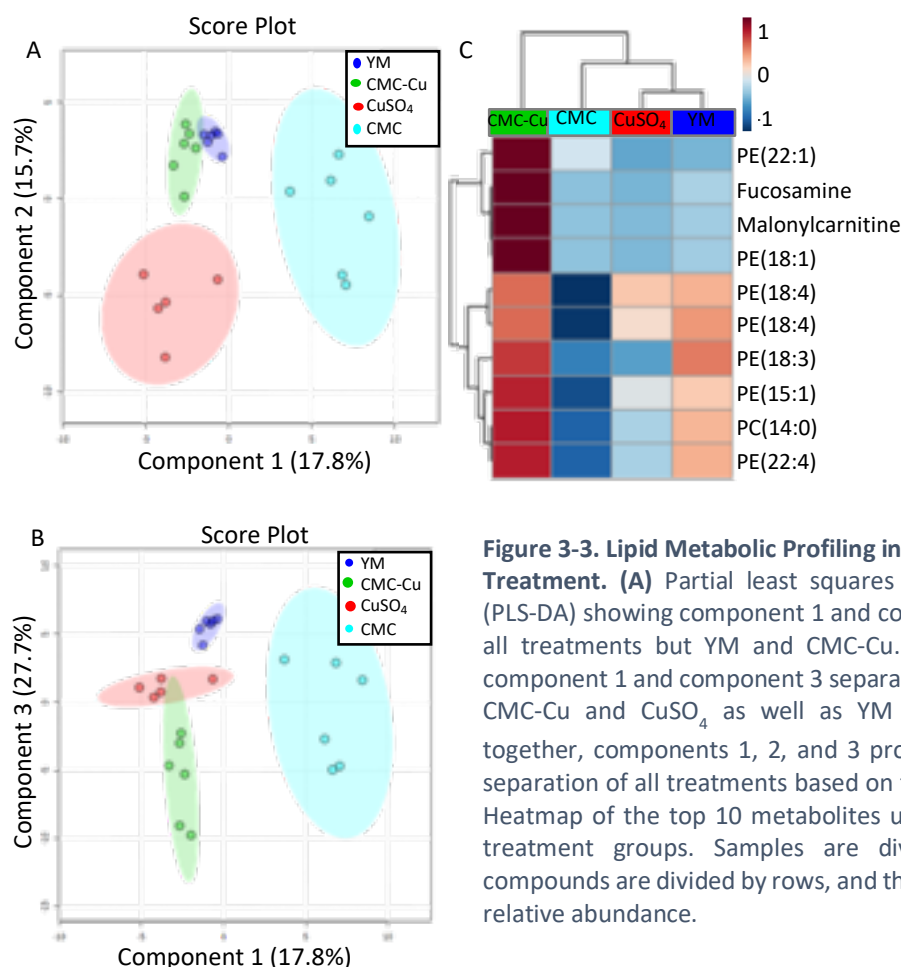 A
Score Plot
YM
CMC-Cu
CuSO₄
CMC
Component 2 (15.7%)
Component 1 (17.8%)
C
1
0
-1
CMC-Cu CMC CuSO₄ YM
PE(22:1)
Fucosamine
Malonylcarnitine
PE(18:1)
PE(18:4)
PE(18:4)
PE(18:3)
PE(15:1)
PC(14:0)
PE(22:4)
B
Score Plot
YM
CMC-Cu
CuSO₄
CMC
Component 3 (27.7%)
Component 1 (17.8%)
Figure 3-3. Lipid Metabolic Profiling in
Treatment. (A) Partial least squares
(PLS-DA) showing component 1 and co
all treatments but YM and CMC-Cu.
component 1 and component 3 separa
CMC-Cu and CuSO₄ as well as YM
together, components 1, 2, and 3 pro
separation of all treatments based on
Heatmap of the top 10 metabolites u
treatment groups. Samples are div
compounds are divided by rows, and th
relative abundance.